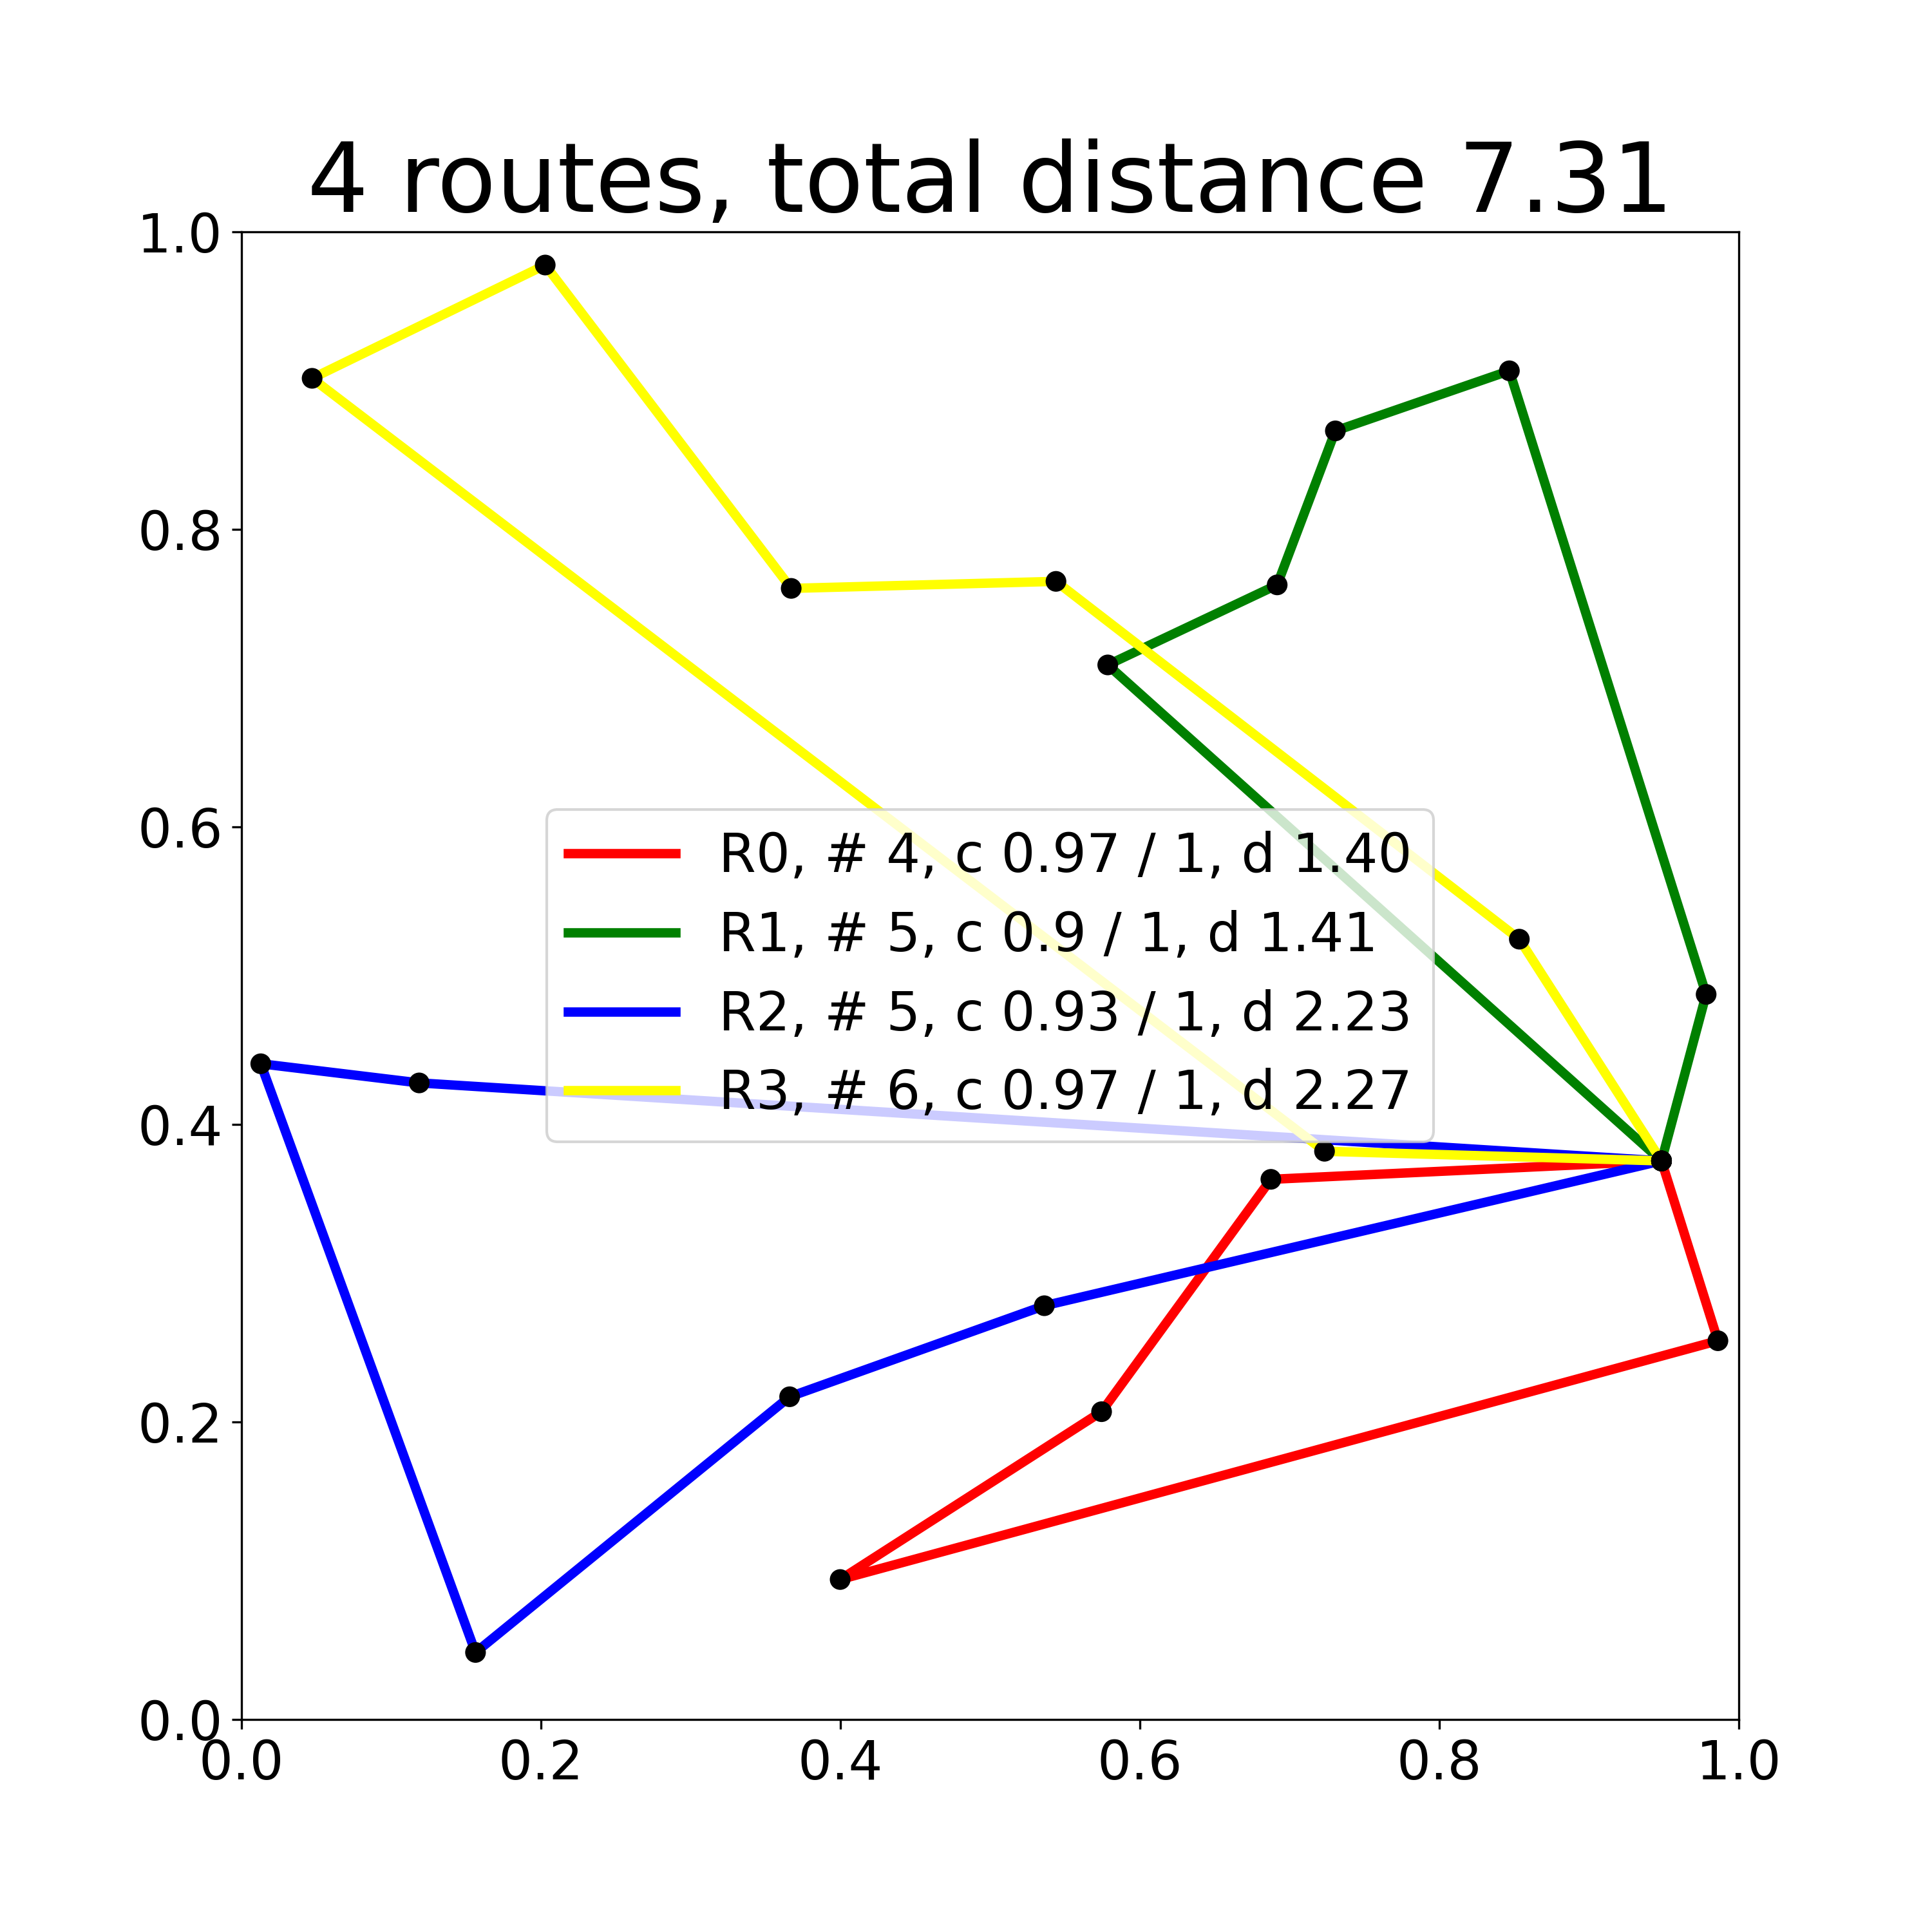 4 routes, total distance 7.31
1.0
0.8
0.6
0.4
0.2
0.0
R0, # 4, c 0.97 / 1, d 1.40
R1, # 5, c 0.9 / 1, d 1.41
R2, # 5, c 0.93 / 1, d 2.23
R3, # 6, c 0.97 / 1, d 2.27
0.0 0.2 0.4 0.6 0.8 1.0